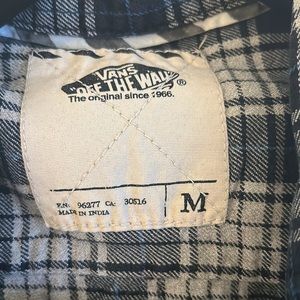 VANS
"OFF THE WALL"®
The original since 1966.
R.N: 96277 CA: 30516
MADE IN INDIA
M